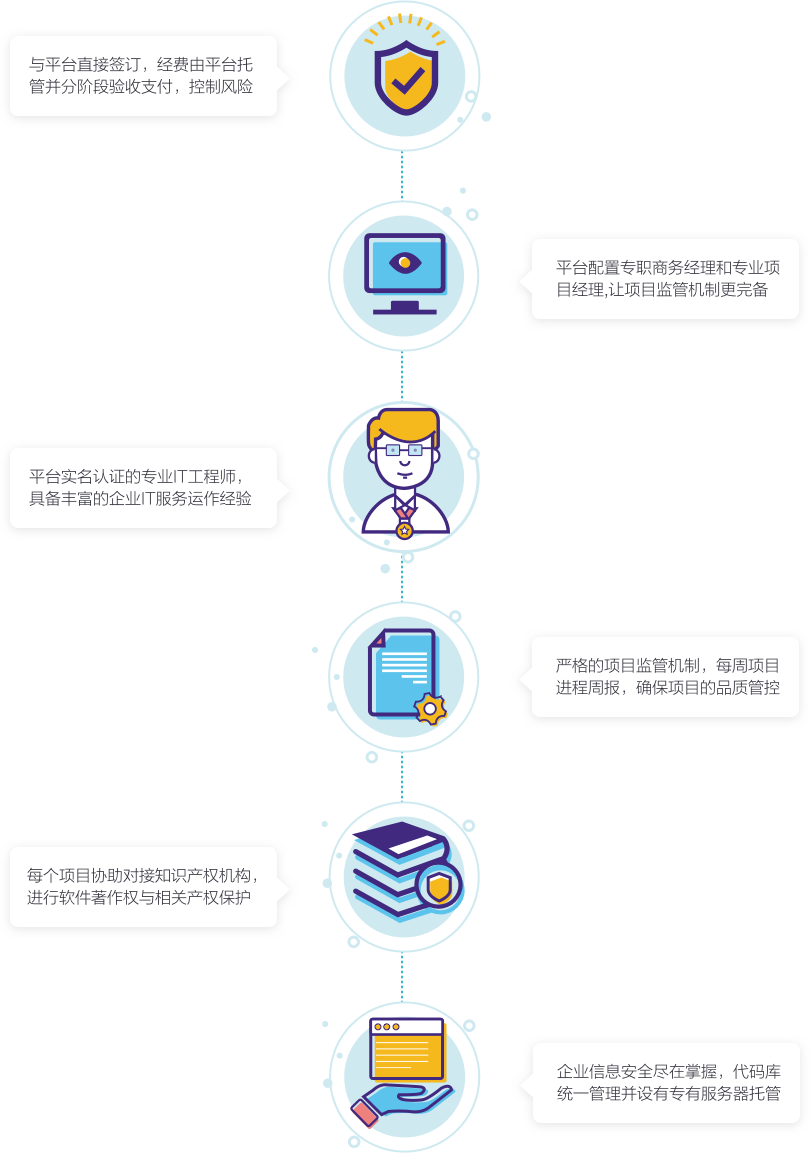 与平台直接签订，经费由平台托
管并分阶段验收支付，控制风险
平台配置专职商务经理和专业项
目经理,让项目监管机制更完备
平台实名认证的专业IT工程师，
具备丰富的企业IT服务运作经验
严格的项目监管机制，每周项目
进程周报，确保项目的品质管控
每个项目协助对接知识产权机构，
进行软件著作权与相关产权保护
企业信息安全尽在掌握，代码库
统一管理并设有专有服务器托管